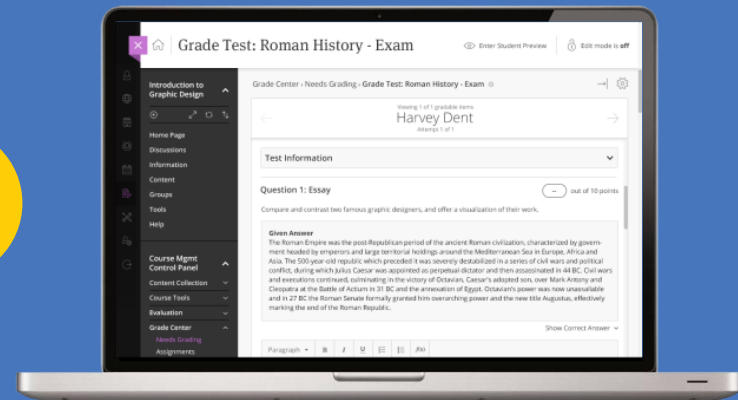 Grade Test: Roman History - Exam
Enter Student Preview
Edit mode is off
Introduction to
Graphic Design
Home Page
Discussions
Information
Content
Groups
Tools
Help
Course Mgmt
Control Panel
Content Collection
Course Tools
Evaluation
Grade Center
Needs Grading
Assignments
Grade Center › Needs Grading › Grade Test: Roman History - Exam
Viewing 1 of 1 gradable items
Harvey Dent
Attempt 1 of 1
Test Information
Question 1: Essay
-- out of 10 points
Compare and contrast two famous graphic designers, and offer a visualization of their work.
Given Answer
The Roman Empire was the post-Republican period of the ancient Roman civilization, characterized by govern-
ment headed by emperors and large territorial holdings around the Mediterranean Sea in Europe, Africa and
Asia. The 500-year-old republic which preceded it was severely destabilized in a series of civil wars and political
conflict, during which Julius Caesar was appointed as perpetual dictator and then assassinated in 44 BC. Civil wars
and executions continued, culminating in the victory of Octavian, Caesar's adopted son, over Mark Antony and
Cleopatra at the Battle of Actium in 31 BC and the annexation of Egypt. Octavian's power was now unassailable
and in 27 BC the Roman Senate formally granted him overarching power and the new title Augustus, effectively
marking the end of the Roman Republic.
Show Correct Answer
Paragraph B I U f(x)